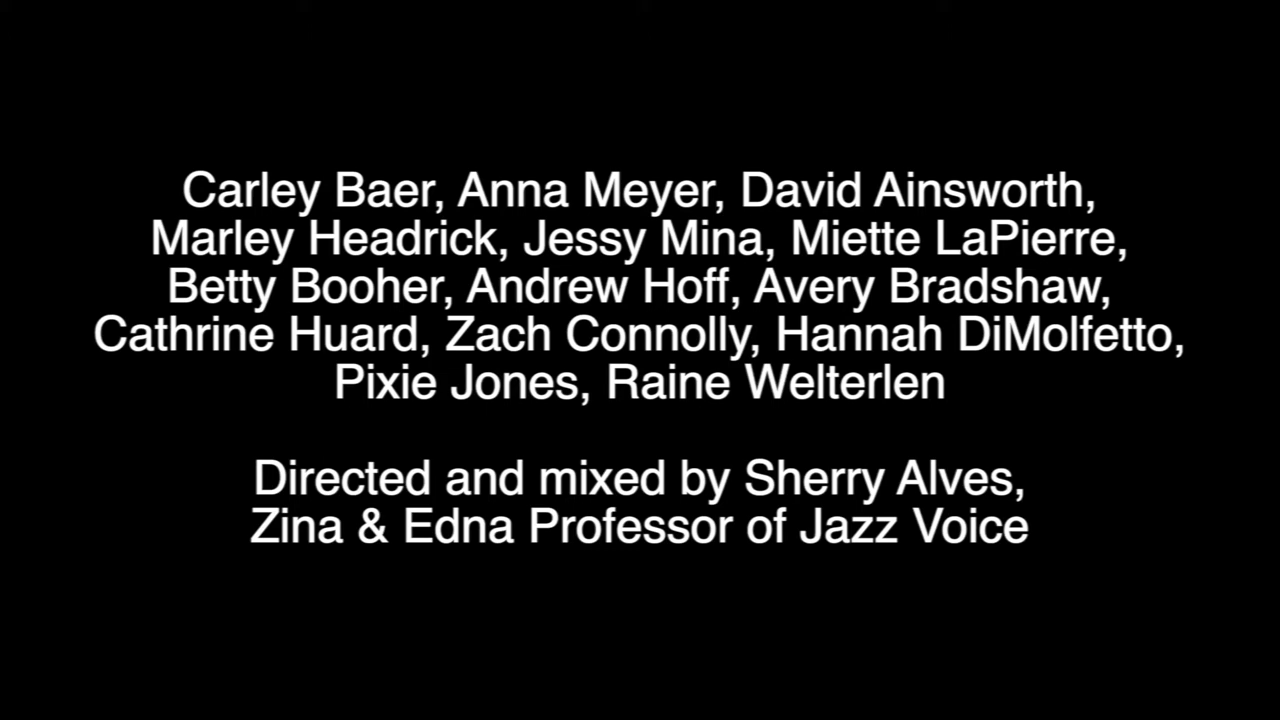 Carley Baer, Anna Meyer, David Ainsworth,
Marley Headrick, Jessy Mina, Miette LaPierre,
Betty Booher, Andrew Hoff, Avery Bradshaw,
Cathrine Huard, Zach Connolly, Hannah DiMolfetto,
Pixie Jones, Raine Welterlen
Directed and mixed by Sherry Alves,
Zina & Edna Professor of Jazz Voice